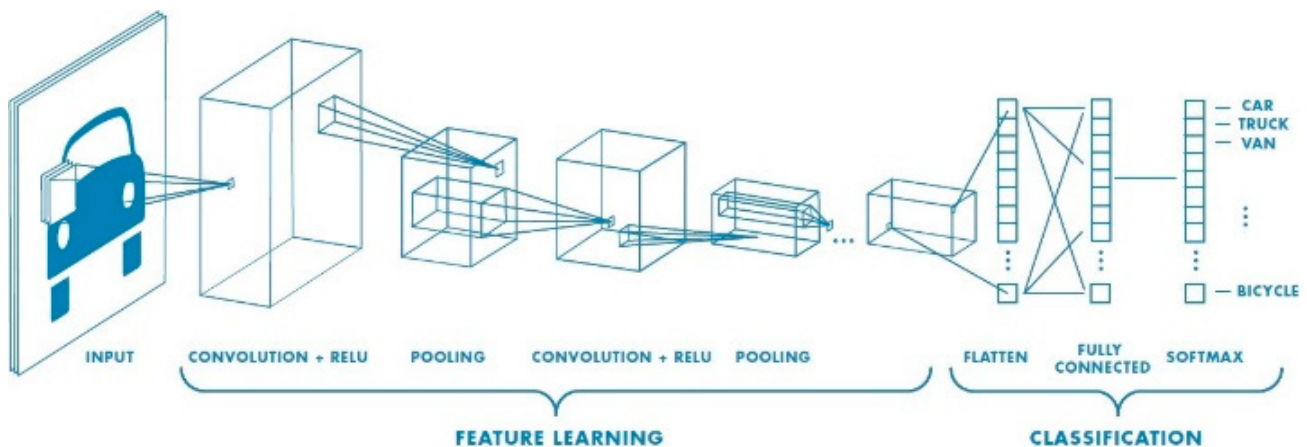 CAR
TRUCK
VAN
BICYCLE
INPUT
CONVOLUTION + RELU
POOLING
CONVOLUTION + RELU
POOLING
FLATTEN
FULLY
CONNECTED
SOFTMAX
FEATURE LEARNING
CLASSIFICATION